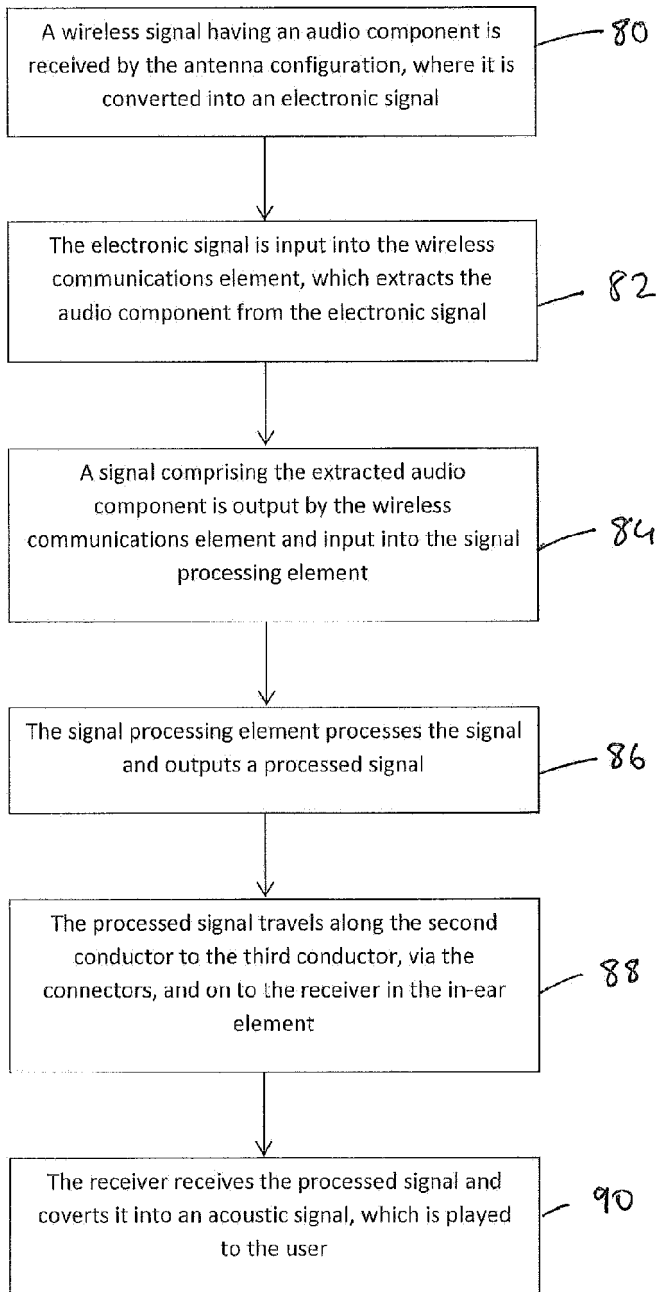 A wireless signal having an audio component is
received by the antenna configuration, where it is
converted into an electronic signal
80
The electronic signal is input into the wireless
communications element, which extracts the
audio component from the electronic signal
82
A signal comprising the extracted audio
component is output by the wireless
communications element and input into the signal
processing element
84
The signal processing element processes the signal
and outputs a processed signal
86
The processed signal travels along the second
conductor to the third conductor, via the
connectors, and on to the receiver in the in-ear
element
88
The receiver receives the processed signal and
coverts it into an acoustic signal, which is played
to the user
90